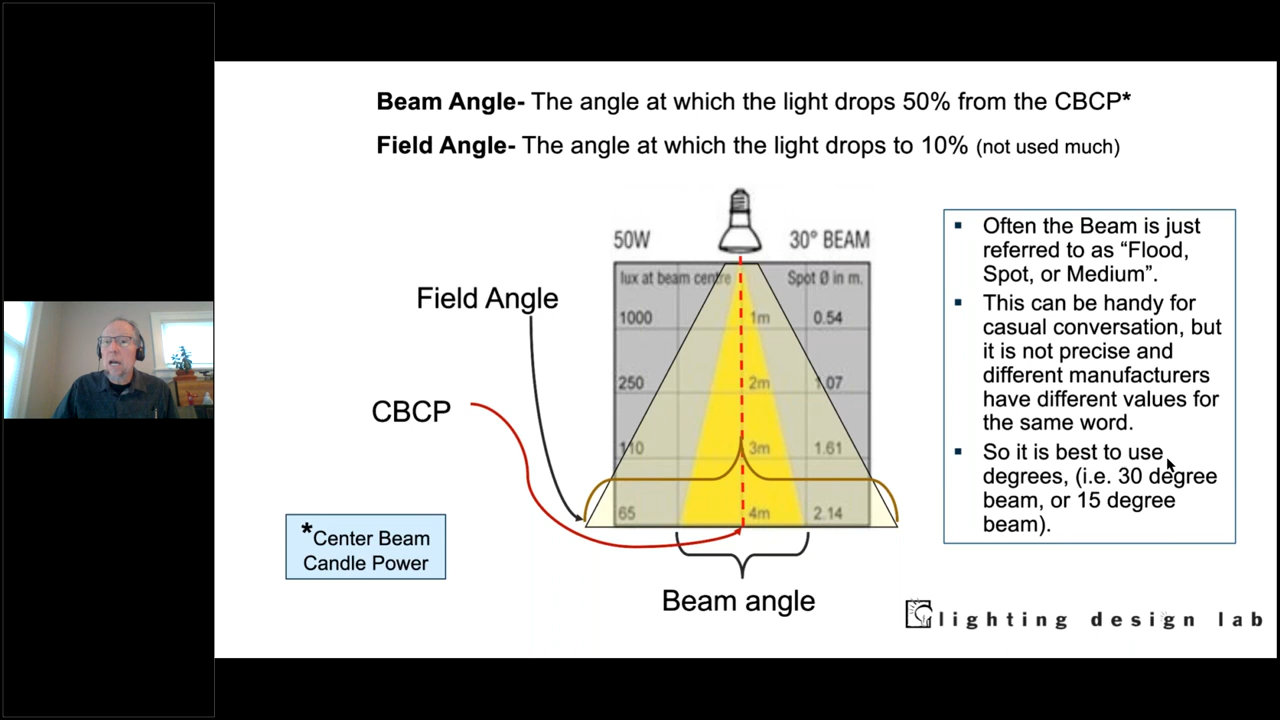 Beam Angle- The angle at which the light drops 50% from the CBCP*
Field Angle- The angle at which the light drops to 10% (not used much)
50W
30° BEAM
lux at beam centre
Spot Ø in m.
1000
1m
0.54
250
2m
1.07
110
3m
1.61
65
4m
2.14
Field Angle
CBCP
*Center Beam
Candle Power
Beam angle
▪ Often the Beam is just
referred to as “Flood,
Spot, or Medium”.
▪ This can be handy for
casual conversation, but
it is not precise and
different manufacturers
have different values for
the same word.
▪ So it is best to use
degrees, (i.e. 30 degree
beam, or 15 degree
beam).
lighting design lab